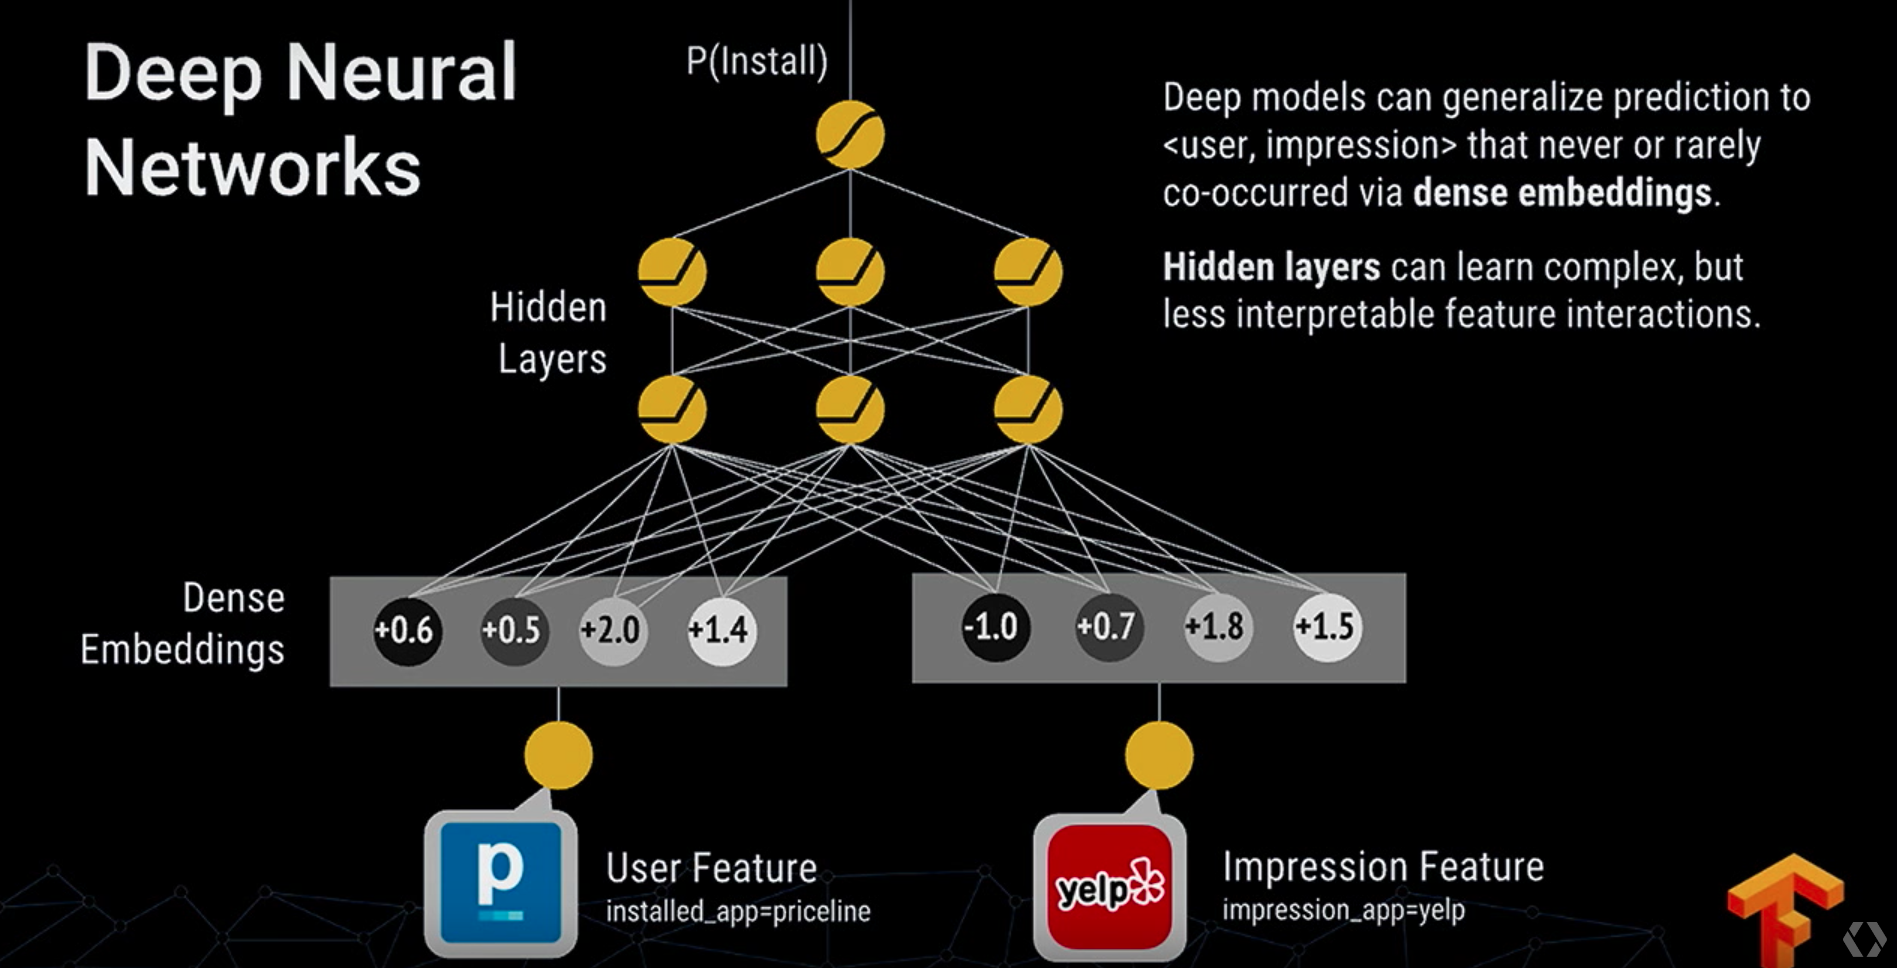 Deep Neural
Networks
P(Install)
Deep models can generalize prediction to
<user, impression> that never or rarely
co-occurred via dense embeddings.
Hidden layers can learn complex, but
less interpretable feature interactions.
Hidden
Layers
Dense
Embeddings
+0.6 +0.5 +2.0 +1.4
-1.0 +0.7 +1.8 +1.5
p
User Feature
installed_app=priceline
yelp
Impression Feature
impression_app=yelp